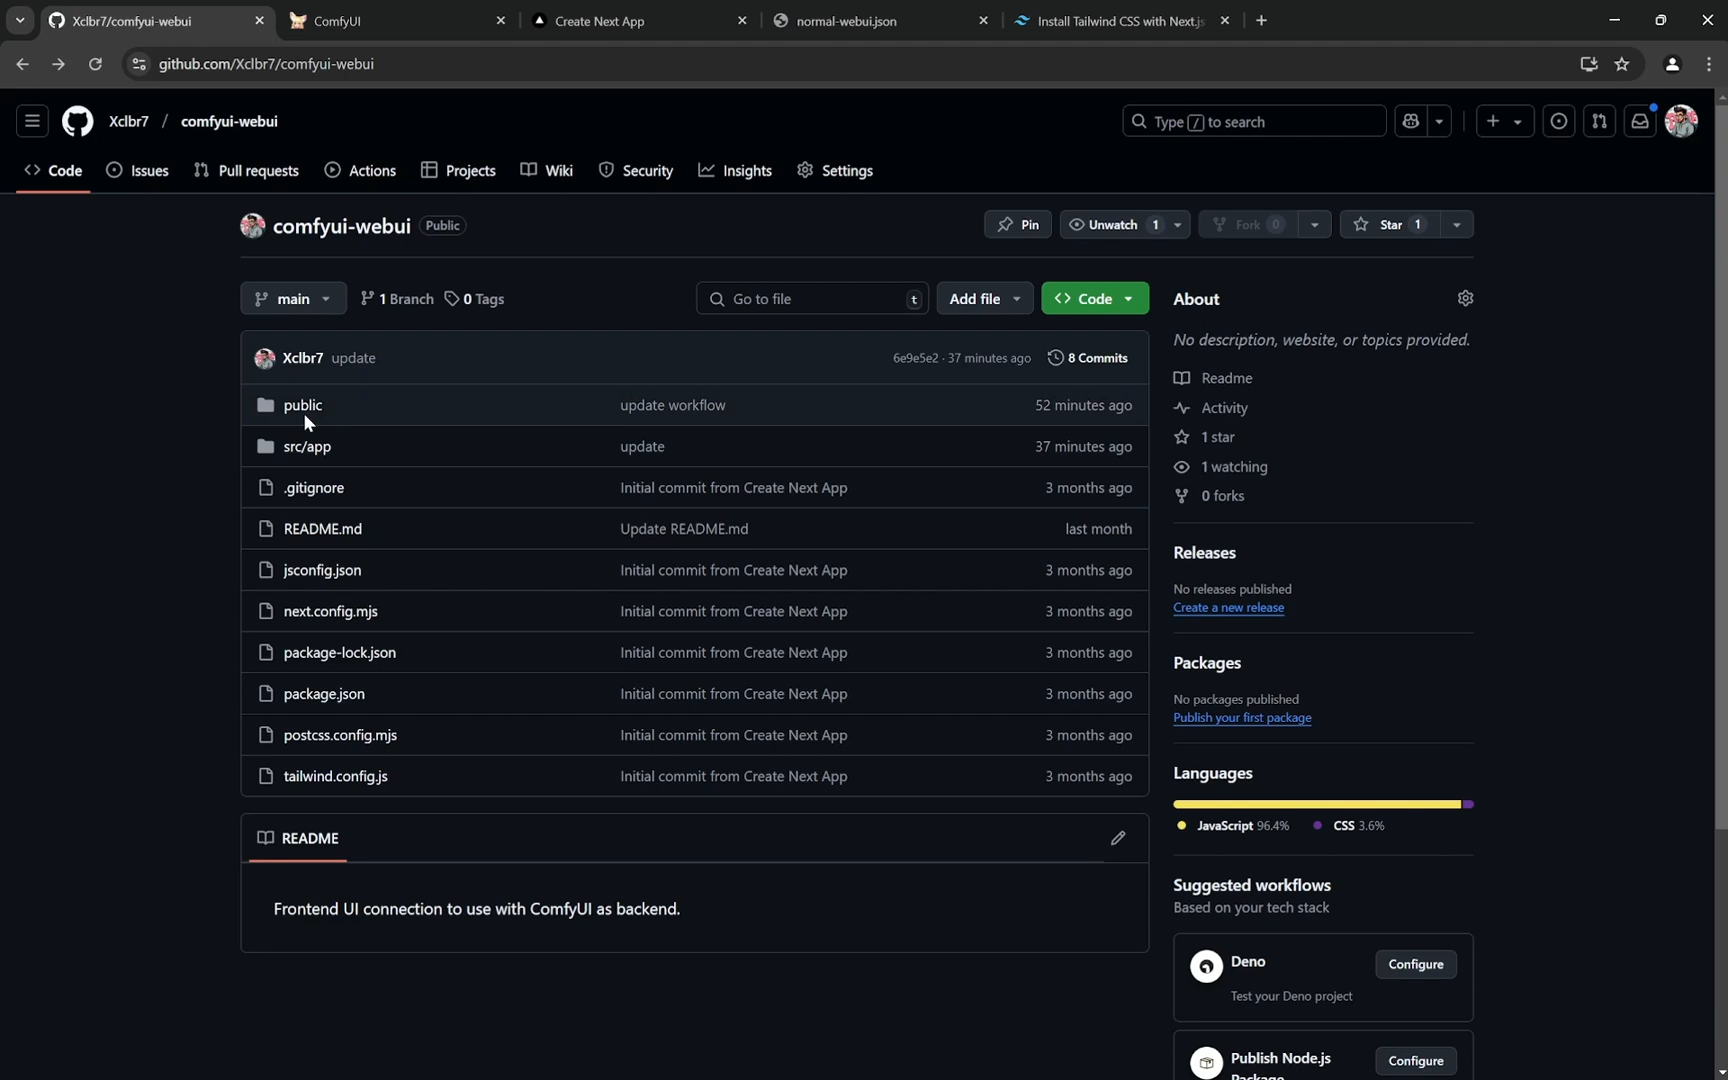 Xclbr7/comfyui-webui
ComfyUI
Create Next App
normal-webui.json
Install Tailwind CSS with Next.js
github.com/Xclbr7/comfyui-webui
Xclbr7 / comfyui-webui
Type / to search
Code
Issues
Pull requests
Actions
Projects
Wiki
Security
Insights
Settings
comfyui-webui Public
Pin
Unwatch 1
Fork 0
Star 1
main
1 Branch
0 Tags
Go to file t
Add file
Code
Xclbr7 update 6e9e5e2 · 37 minutes ago 8 Commits
public update workflow 52 minutes ago
src/app update 37 minutes ago
.gitignore Initial commit from Create Next App 3 months ago
README.md Update README.md last month
jsconfig.json Initial commit from Create Next App 3 months ago
next.config.mjs Initial commit from Create Next App 3 months ago
package-lock.json Initial commit from Create Next App 3 months ago
package.json Initial commit from Create Next App 3 months ago
postcss.config.mjs Initial commit from Create Next App 3 months ago
tailwind.config.js Initial commit from Create Next App 3 months ago
README
Frontend UI connection to use with ComfyUI as backend.
About
No description, website, or topics provided.
Readme
Activity
1 star
1 watching
0 forks
Releases
No releases published
Create a new release
Packages
No packages published
Publish your first package
Languages
JavaScript 96.4% CSS 3.6%
Suggested workflows
Based on your tech stack
Deno Configure
Test your Deno project
Publish Node.js Configure
Package